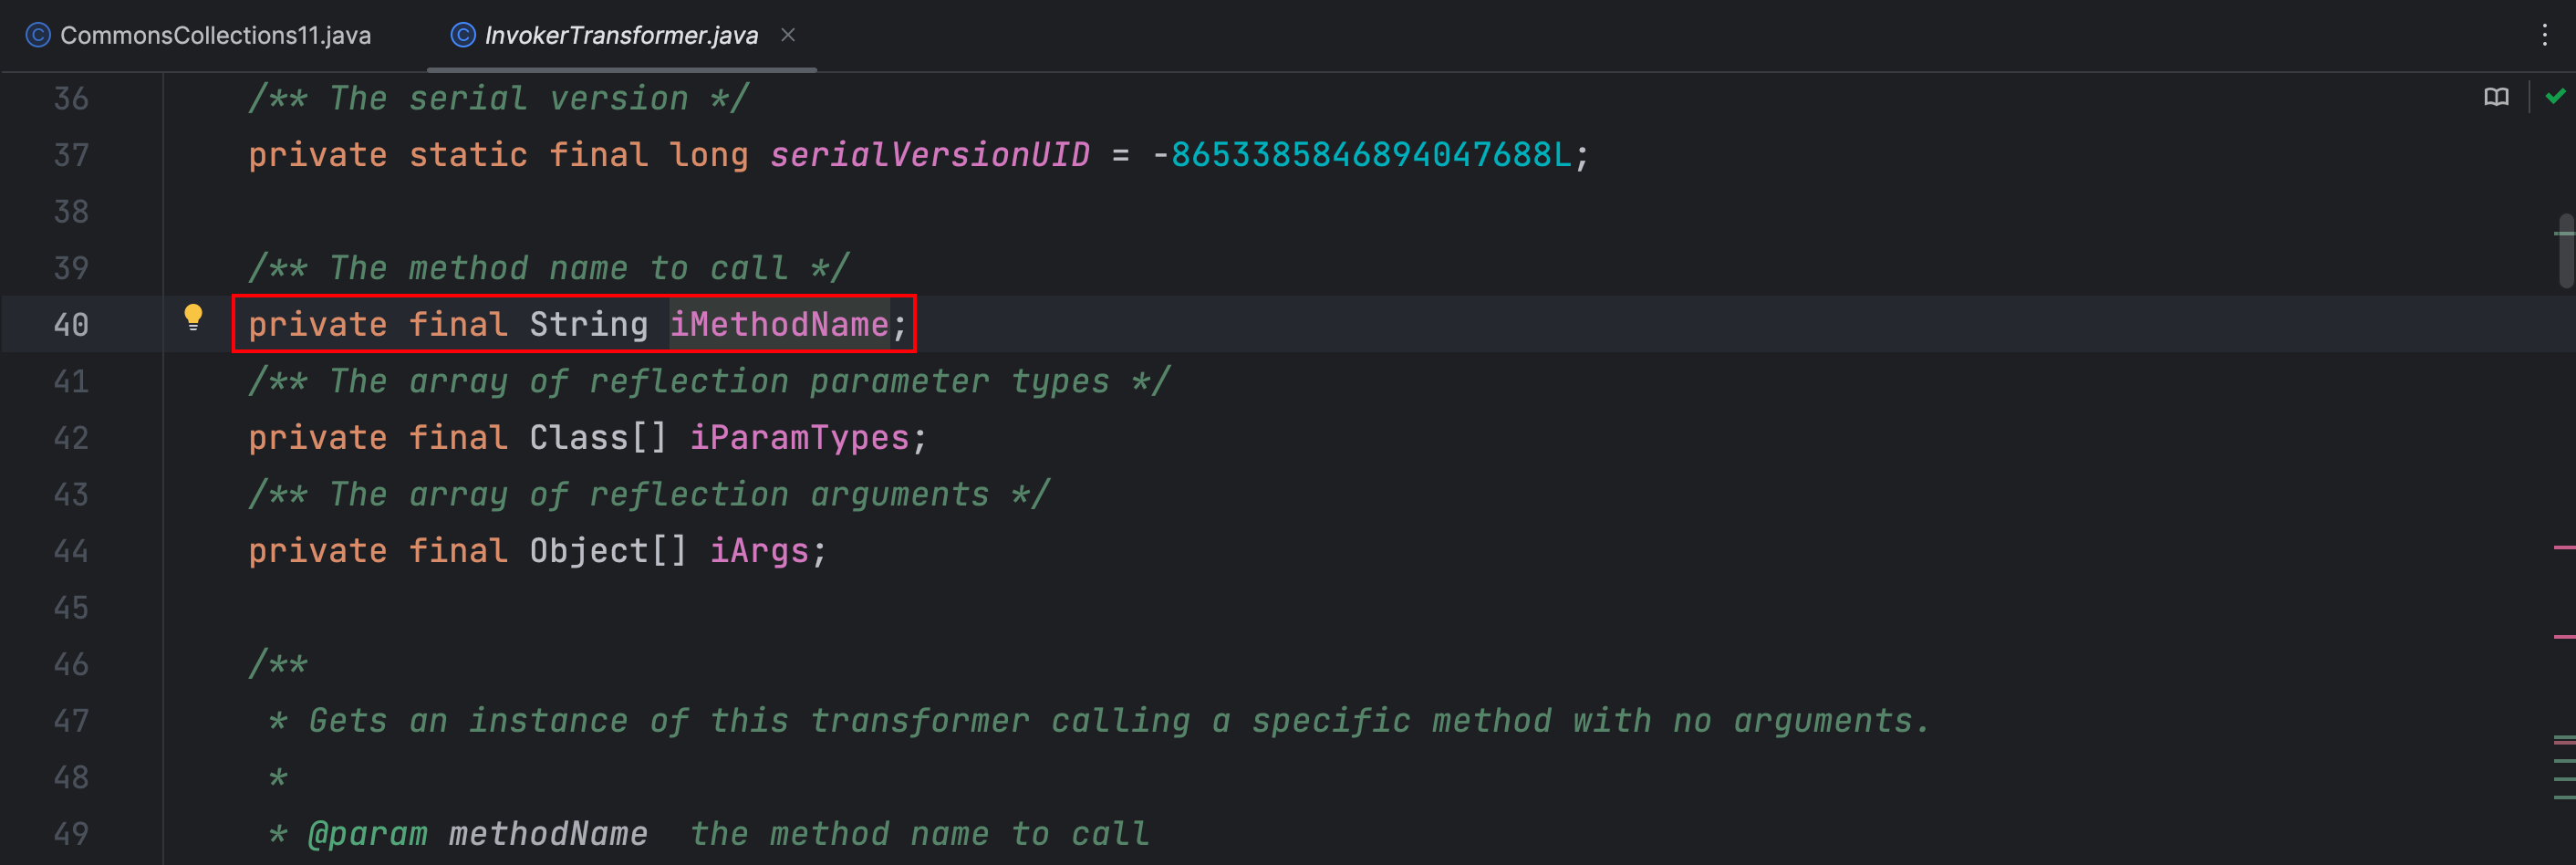 CommonsCollections11.java InvokerTransformer.java
36 /** The serial version */
37 private static final long serialVersionUID = -8653385846894047688L;
38
39 /** The method name to call */
40 private final String iMethodName;
41 /** The array of reflection parameter types */
42 private final Class[] iParamTypes;
43 /** The array of reflection arguments */
44 private final Object[] iArgs;
45
46 /**
47 * Gets an instance of this transformer calling a specific method with no arguments.
48 *
49 * @param methodName  the method name to call